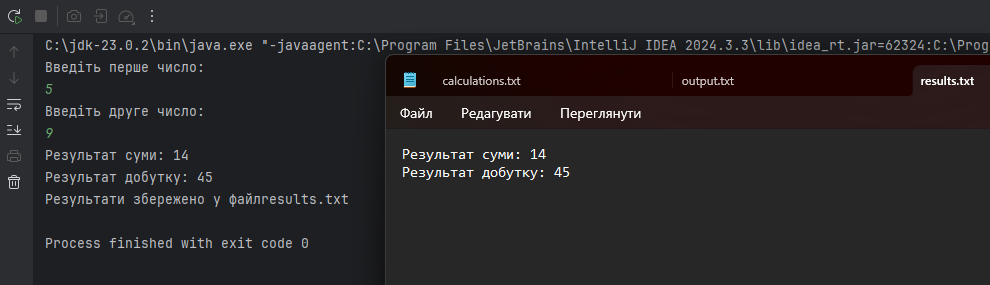 C:\jdk-23.0.2\bin\java.exe "-javaagent:C:\Program Files\JetBrains\IntelliJ IDEA 2024.3.3\lib\idea_rt.jar=62324:C:\Prog
Введіть перше число:
5
Введіть друге число:
9
Результат суми: 14
Результат добутку: 45
Результати збережено у файлresults.txt
Process finished with exit code 0
calculations.txt
output.txt
results.txt
Файл
Редагувати
Переглянути
Результат суми: 14
Результат добутку: 45